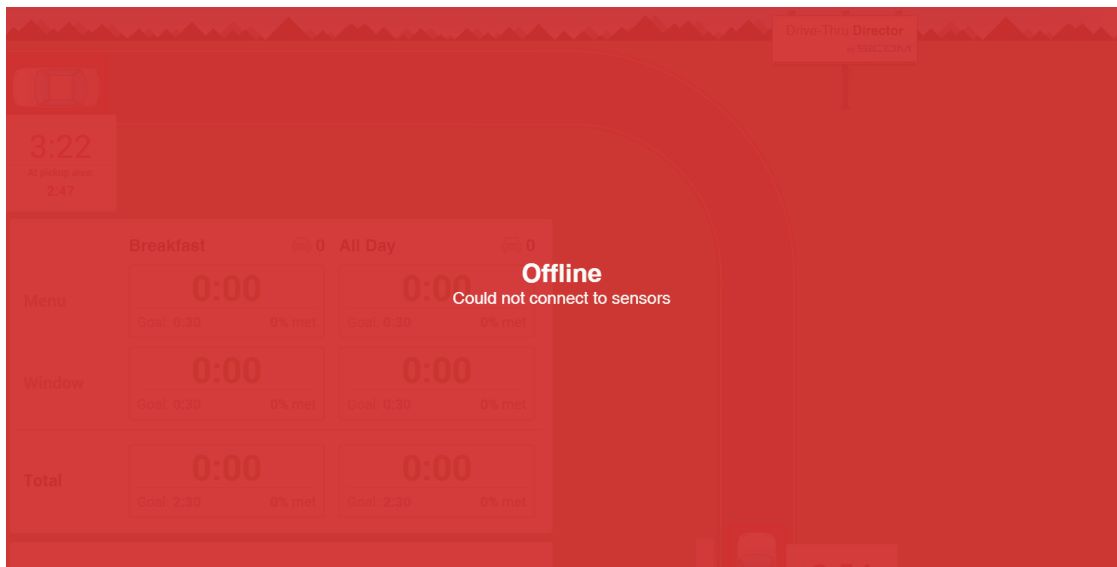 Drive-Thru Director
3:22
At pickup area:
2:47
Breakfast 0 All Day 0
Offline
Could not connect to sensors
Menu 0:00 0:00
Goal: 0:30 0% met Goal: 0:30 0% met
Window 0:00 0:00
Goal: 0:30 0% met Goal: 0:30 0% met
Total 0:00 0:00
Goal: 2:30 0% met Goal: 2:30 0% met